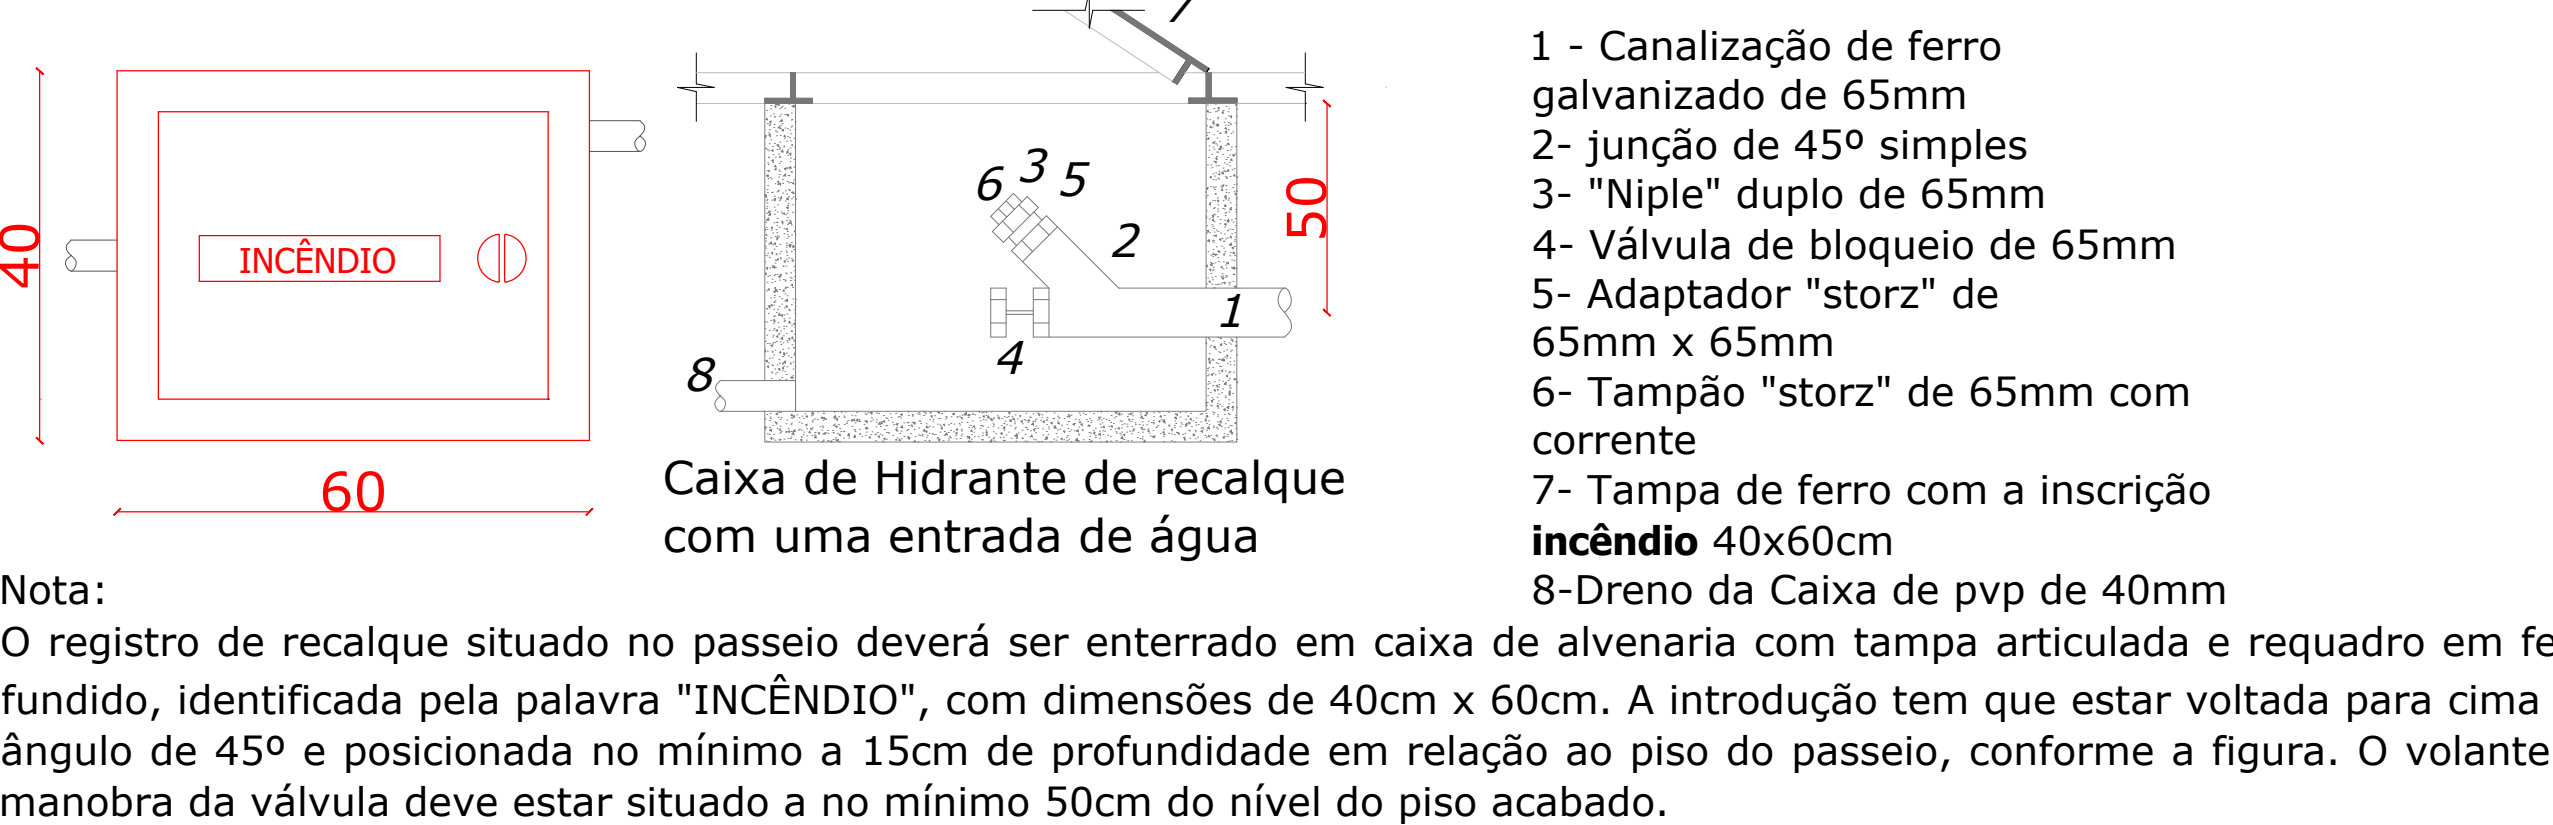 40
INCÊNDIO
60
7
6 3 5
2
1
4
8
50
Caixa de Hidrante de recalque
com uma entrada de água
1 - Canalização de ferro
galvanizado de 65mm
2- junção de 45º simples
3- "Niple" duplo de 65mm
4- Válvula de bloqueio de 65mm
5- Adaptador "storz" de
65mm x 65mm
6- Tampão "storz" de 65mm com
corrente
7- Tampa de ferro com a inscrição
incêndio 40x60cm
8-Dreno da Caixa de pvp de 40mm
Nota:
O registro de recalque situado no passeio deverá ser enterrado em caixa de alvenaria com tampa articulada e requadro em fe
fundido, identificada pela palavra "INCÊNDIO", com dimensões de 40cm x 60cm. A introdução tem que estar voltada para cima
ângulo de 45º e posicionada no mínimo a 15cm de profundidade em relação ao piso do passeio, conforme a figura. O volante
manobra da válvula deve estar situado a no mínimo 50cm do nível do piso acabado.